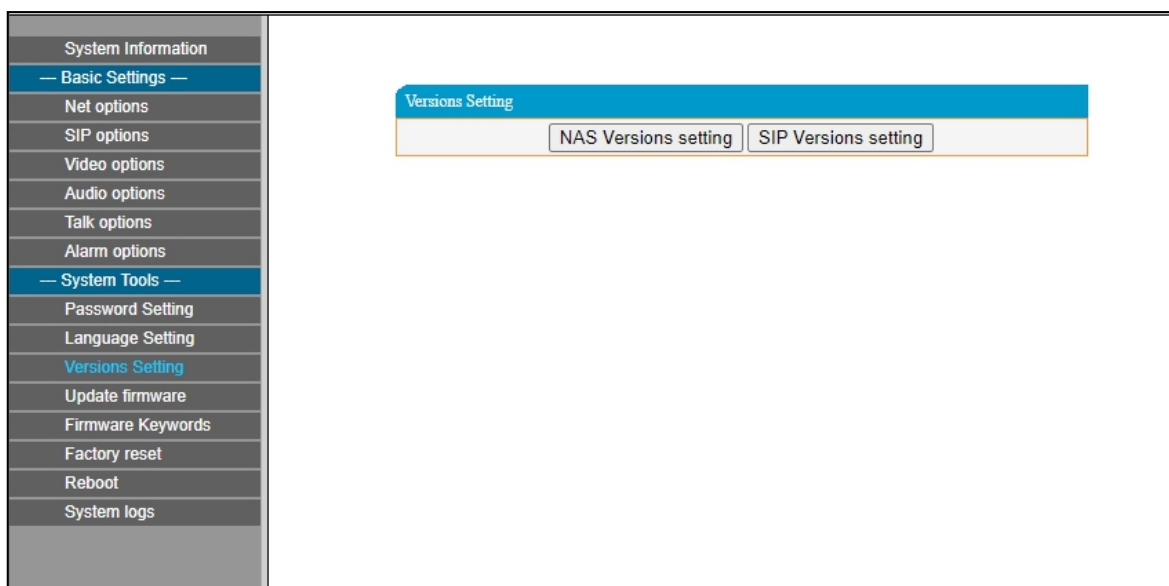 System Information
— Basic Settings —
Net options
SIP options
Video options
Audio options
Talk options
Alarm options
— System Tools —
Password Setting
Language Setting
Versions Setting
Update firmware
Firmware Keywords
Factory reset
Reboot
System logs
Versions Setting
NAS Versions setting SIP Versions setting